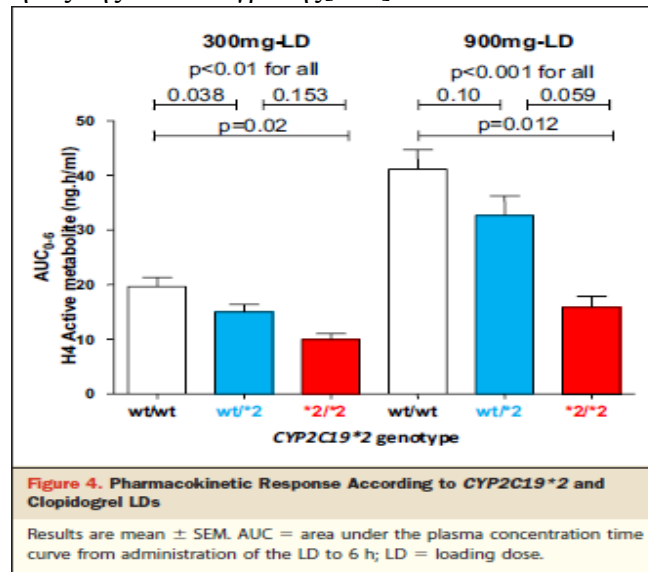 300mg-LD 900mg-LD
p<0.01 for all p<0.001 for all
0.038 0.153 0.10 0.059
p=0.02 p=0.012
AUC0-6
H4 Active metabolite (ng.h/ml)
50
40
30
20
10
0
wt/wt wt/*2 *2/*2 wt/wt wt/*2 *2/*2
CYP2C19*2 genotype
Figure 4. Pharmacokinetic Response According to CYP2C19*2 and
Clopidogrel LDs
Results are mean ± SEM. AUC = area under the plasma concentration time
curve from administration of the LD to 6 h; LD = loading dose.